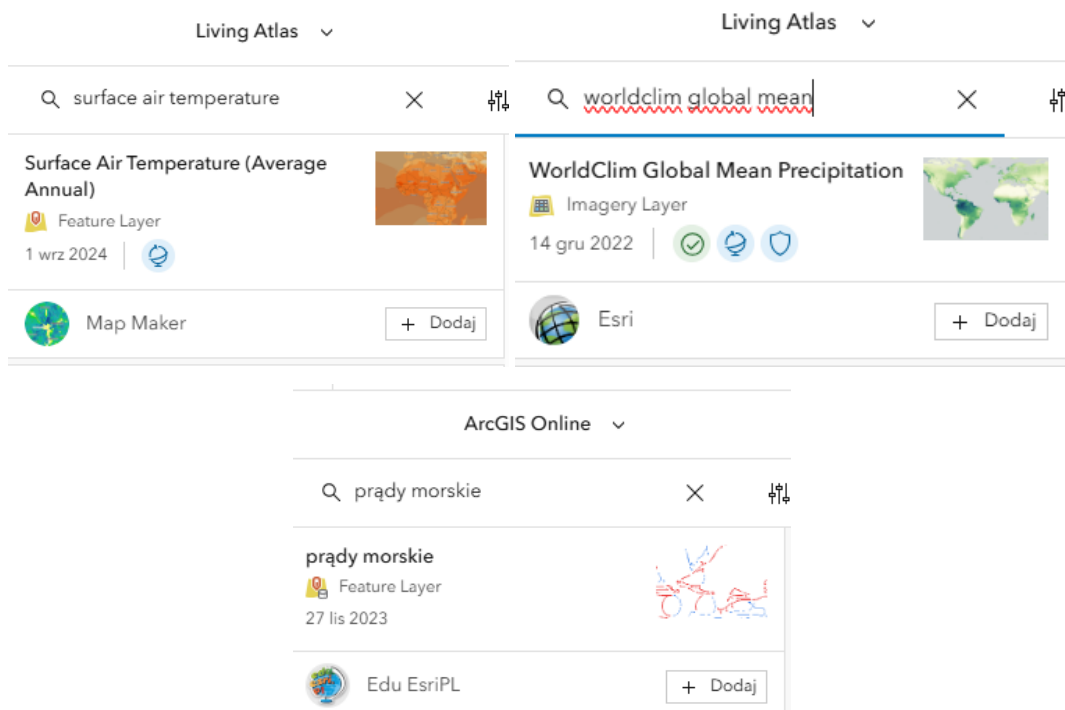 Living Atlas
surface air temperature
Surface Air Temperature (Average
Annual)
Feature Layer
1 wrz 2024
Map Maker
+ Dodaj
Living Atlas
worldclim global mean
WorldClim Global Mean Precipitation
Imagery Layer
14 gru 2022
Esri
+ Dodaj
ArcGIS Online
prądy morskie
prądy morskie
Feature Layer
27 lis 2023
Edu EsriPL
+ Dodaj